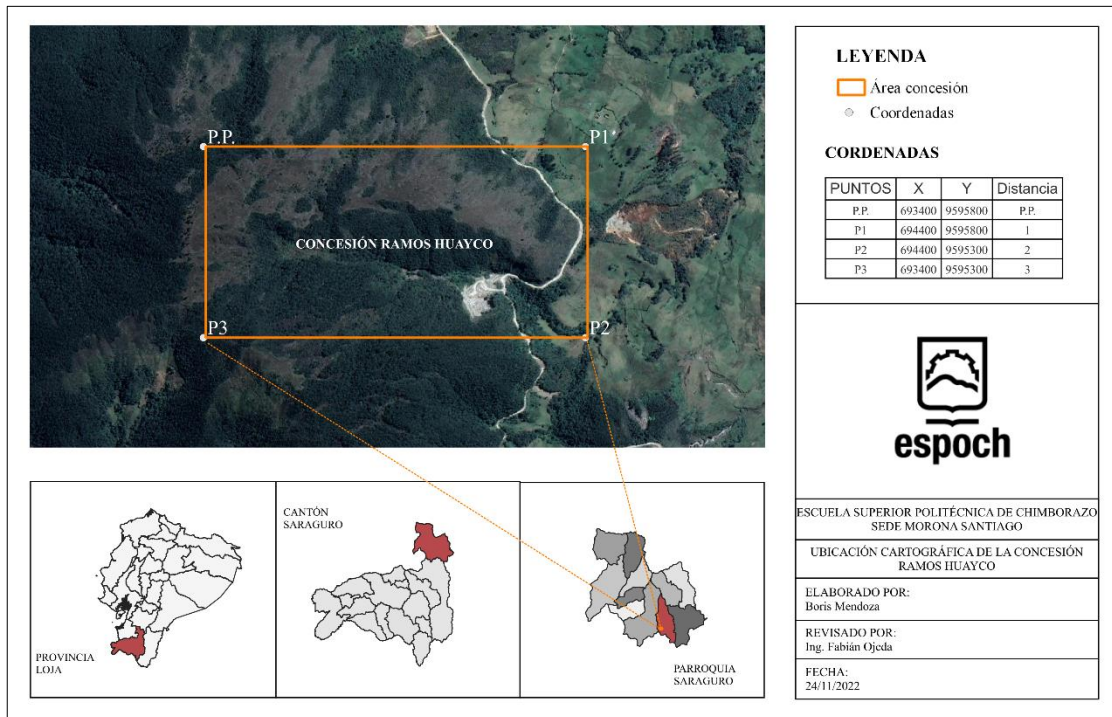 P.P.
P1
CONCESIÓN RAMOS HUAYCO
P3
P2
LEYENDA
Área concesión
Coordenadas
CORDENADAS
PUNTOS X Y Distancia
P.P. 693400 9595800 P.P.
P1 694400 9595800 1
P2 694400 9595300 2
P3 693400 9595300 3
espoch
ESCUELA SUPERIOR POLITÉCNICA DE CHIMBORAZO
SEDE MORONA SANTIAGO
UBICACIÓN CARTOGRÁFICA DE LA CONCESIÓN
RAMOS HUAYCO
ELABORADO POR:
Boris Mendoza
REVISADO POR:
Ing. Fabián Ojeda
FECHA:
24/11/2022
PROVINCIA
LOJA
CANTÓN
SARAGURO
PARROQUIA
SARAGURO